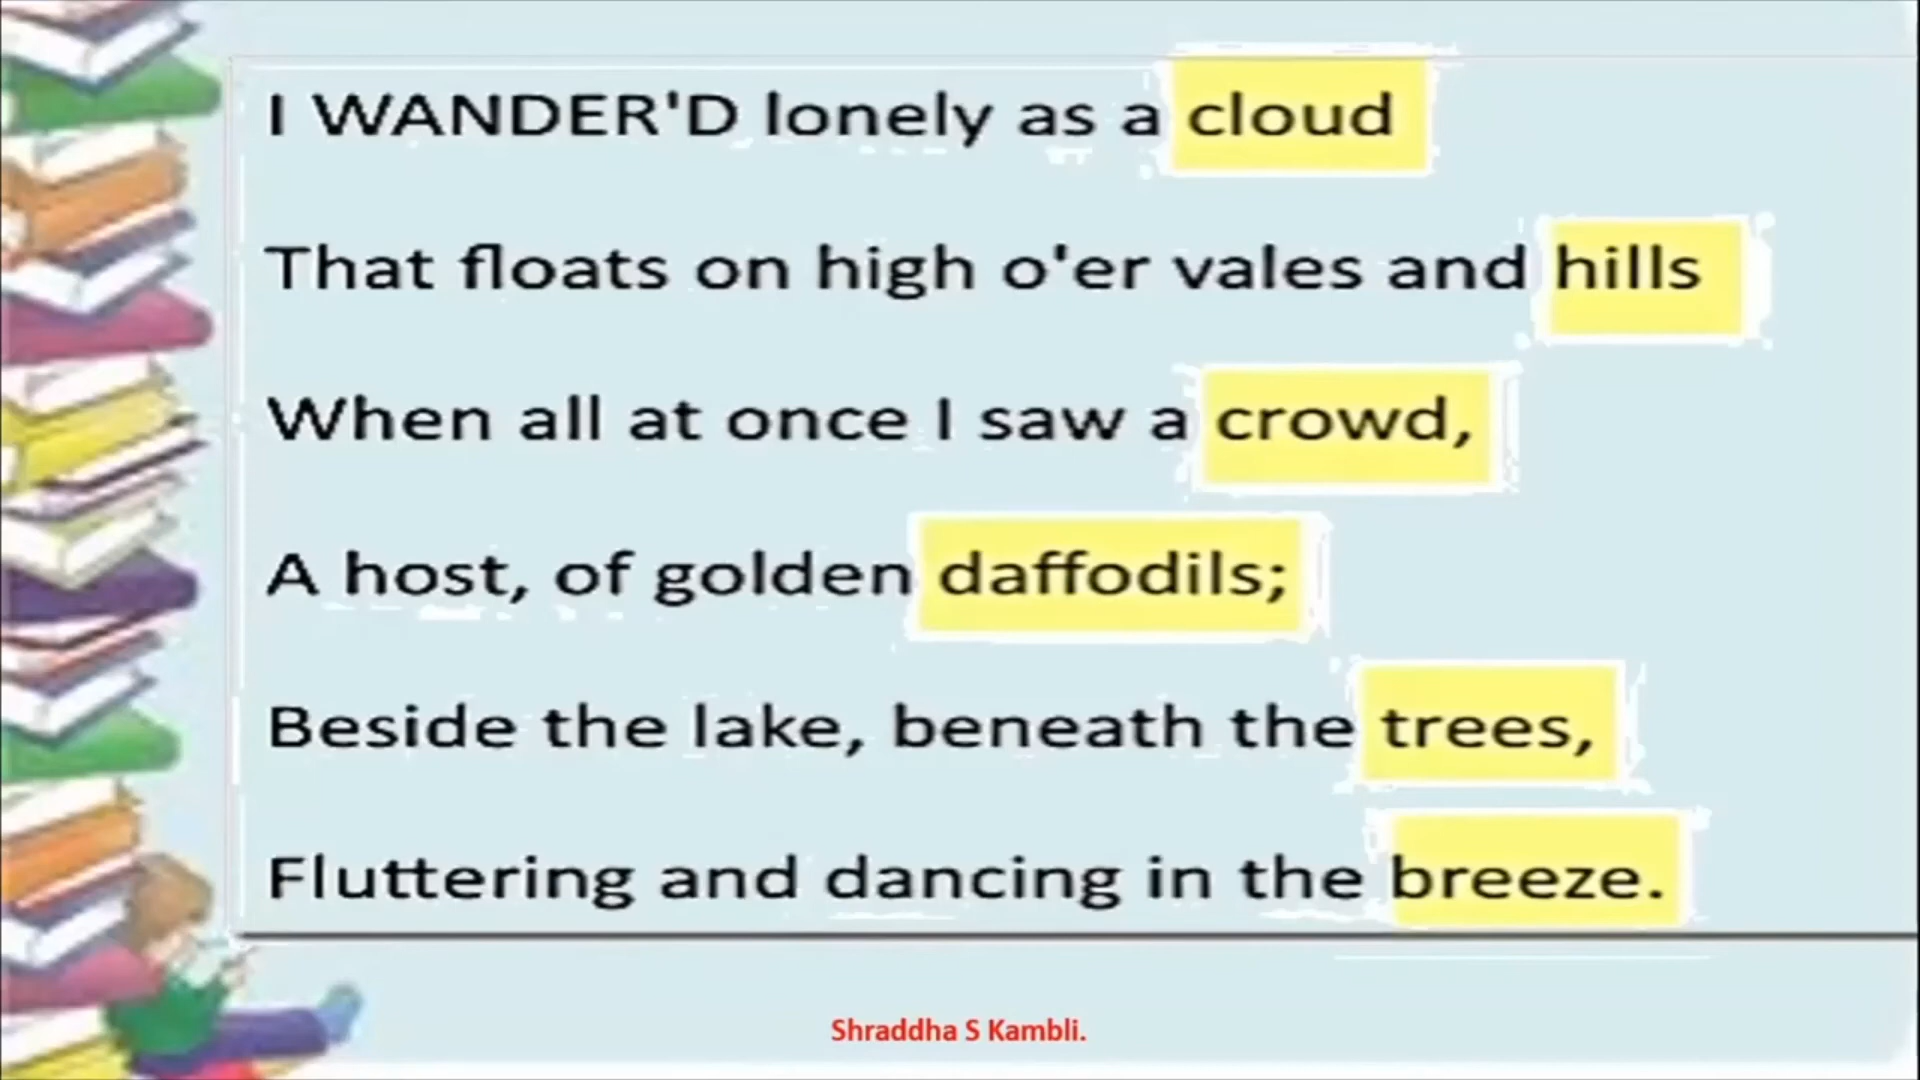 I WANDER'D lonely as a cloud
That floats on high o'er vales and hills
When all at once I saw a crowd,
A host, of golden daffodils;
Beside the lake, beneath the trees,
Fluttering and dancing in the breeze.
Shraddha S Kambli.